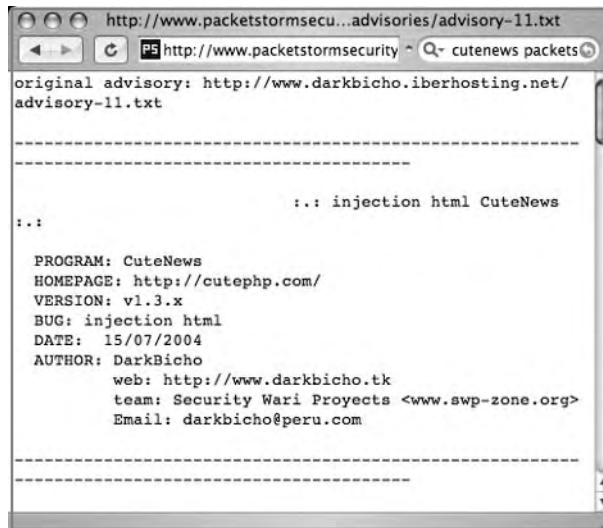 http://www.packetstormsecu...advisories/advisory-11.txt
PS http://www.packetstormsecurity cutenews packets
original advisory: http://www.darkbicho.iberhosting.net/
advisory-11.txt
---------------------------------------------------------
----------------------------------------
:.: injection html CuteNews
:.:
PROGRAM: CuteNews
HOMEPAGE: http://cutephp.com/
VERSION: v1.3.x
BUG: injection html
DATE: 15/07/2004
AUTHOR: DarkBicho
web: http://www.darkbicho.tk
team: Security Wari Proyects <www.swp-zone.org>
Email: darkbicho@peru.com
---------------------------------------------------------
----------------------------------------